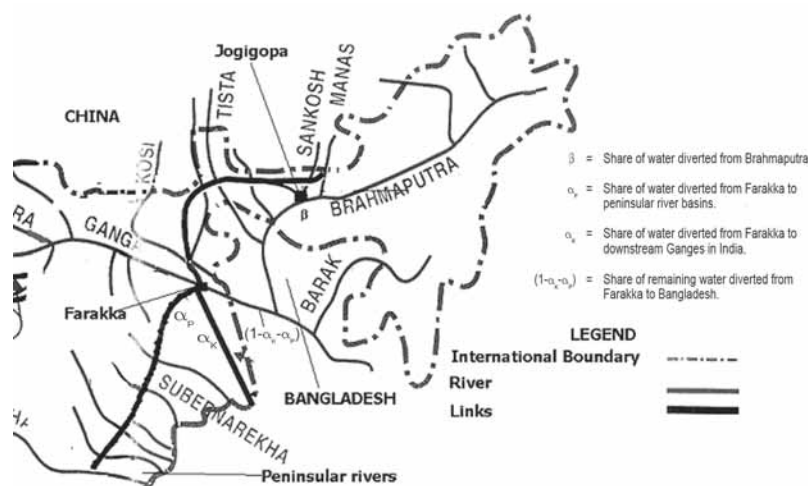 Jogigopa
CHINA
TISTA
SANKOSH
MANAS
KOSI
BRAHMAPUTRA
β
GANGA
BARAK
Farakka
αP
αK
(1-αK-αP)
SUBERNAREKHA
BANGLADESH
Peninsular rivers
β = Share of water diverted from Brahmaputra
αP = Share of water diverted from Farakka to
peninsular river basins.
αK = Share of water diverted from Farakka to
downstream Ganges in India.
(1-αK-αP) = Share of remaining water diverted from
Farakka to Bangladesh.
LEGEND
International Boundary
River
Links